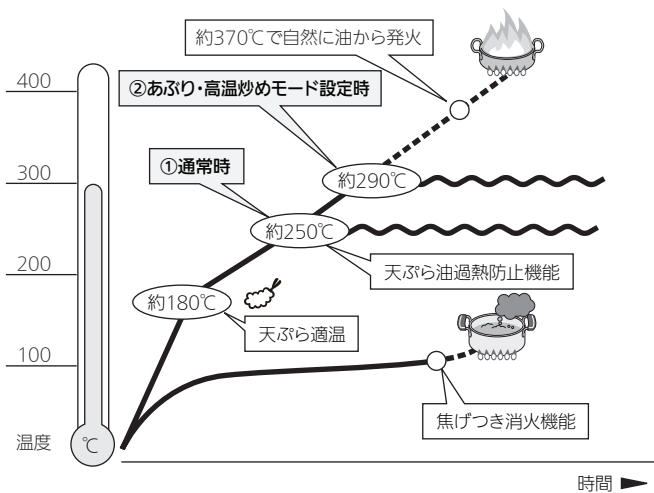 約370℃で自然に油から発火
400
②あぶり・高温炒めモード設定時
①通常時
300
約290℃
約250℃
200
天ぷら油過熱防止機能
約180℃
天ぷら適温
100
焦げつき消火機能
温度
℃
時間